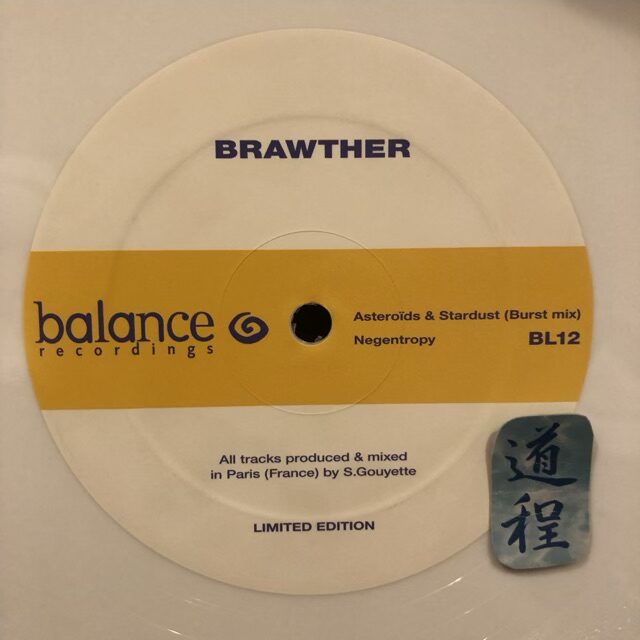 BRAWTHER
balance
recordings
Asteroïds & Stardust (Burst mix)
Negentropy
BL12
All tracks produced & mixed
in Paris (France) by S.Gouyette
LIMITED EDITION
道程